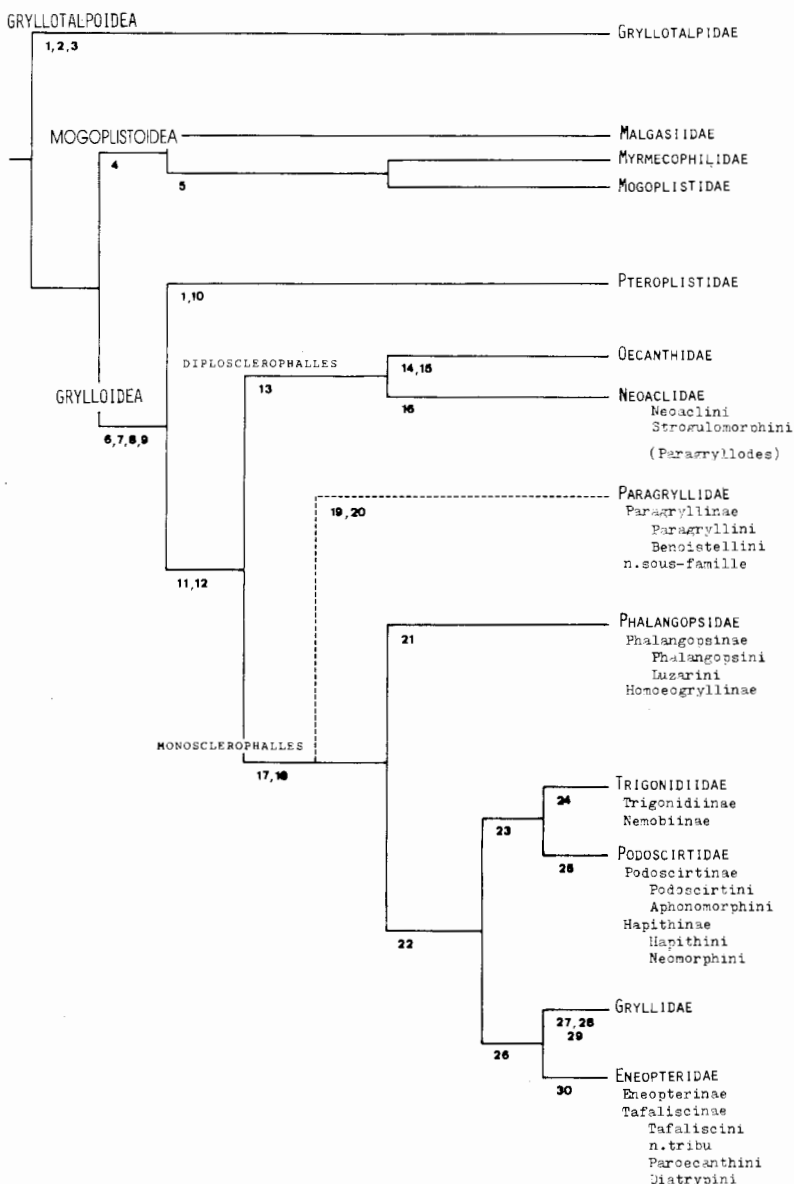 GRYLLOTALPOIDEA
GRYLLOTALPIDAE
1,2,3
MOGOPLISTOIDEA
MALGASIIDAE
4
MYRMECOPHILIDAE
5
MOGOPLISTIDAE
PTEROPLISTIDAE
1,10
DIPLOSCLEROPHALLES
OECANTHIDAE
13
14,15
GRYLLOIDEA
NEOACLIDAE
16
Neoaclini
Strogulomorphini
(Paragryllodes)
6,7,8,9
PARAGRYLLIDAE
19,20
Paragryllinae
Paragryllini
Benoistellini
n.sous-famille
11,12
PHALANGOPSIDAE
21
Phalangopsinae
Phalangopsini
Luzarini
Homoeogryllinae
MONOSCLEROPHALLES
17,18
TRIGONIDIIDAE
24
Trigonidiinae
Nemobiinae
23
PODOSCIRTIDAE
25
Podoscirtinae
Podoscirtini
Aphonomorphini
Hapithinae
Hapithini
Neomorphini
22
GRYLLIDAE
27,28
29
26
ENEOPTERIDAE
30
Eneopterinae
Tafaliscinae
Tafaliscini
n.tribu
Paroecanthini
Diatrypini